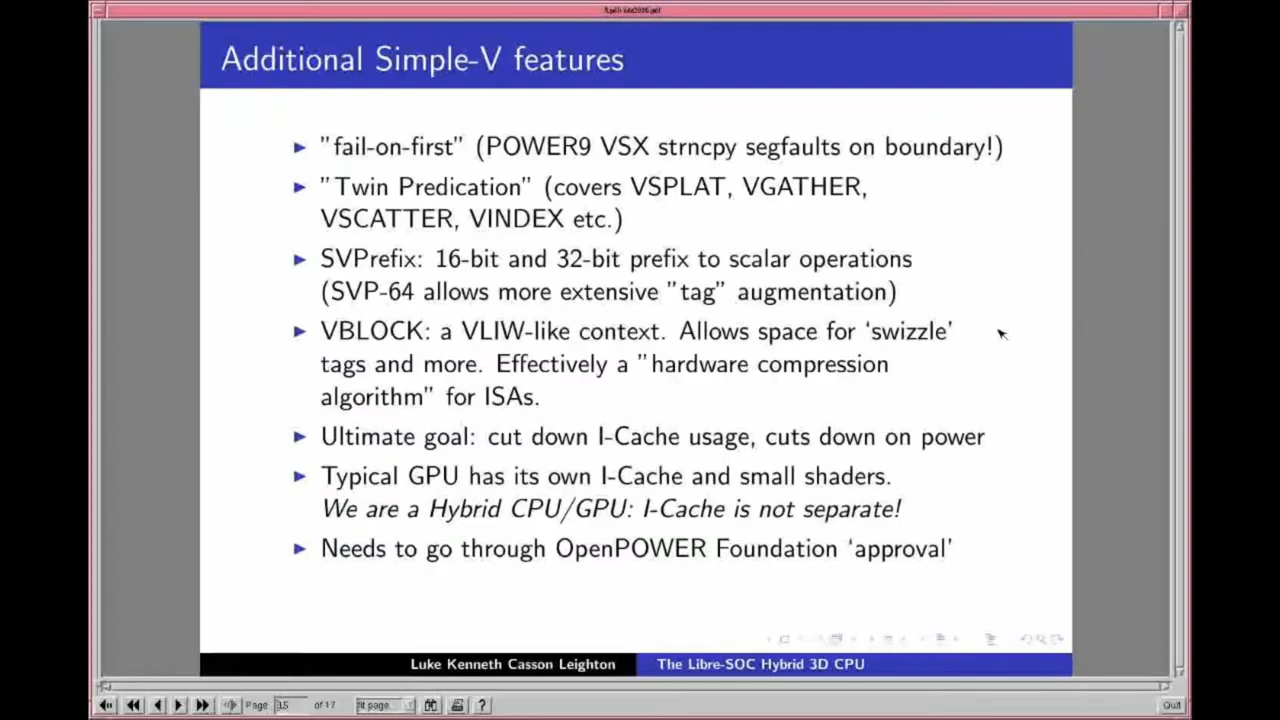 Additional Simple-V features
"fail-on-first" (POWER9 VSX strncpy segfaults on boundary!)
"Twin Predication" (covers VSPLAT, VGATHER,
VSCATTER, VINDEX etc.)
SVPrefix: 16-bit and 32-bit prefix to scalar operations
(SVP-64 allows more extensive "tag" augmentation)
VBLOCK: a VLIW-like context. Allows space for ‘swizzle’
tags and more. Effectively a "hardware compression
algorithm" for ISAs.
Ultimate goal: cut down I-Cache usage, cuts down on power
Typical GPU has its own I-Cache and small shaders.
We are a Hybrid CPU/GPU: I-Cache is not separate!
Needs to go through OpenPOWER Foundation ‘approval’
Luke Kenneth Casson Leighton The Libre-SOC Hybrid 3D CPU
Page 15 of 17 fit page ? Quit